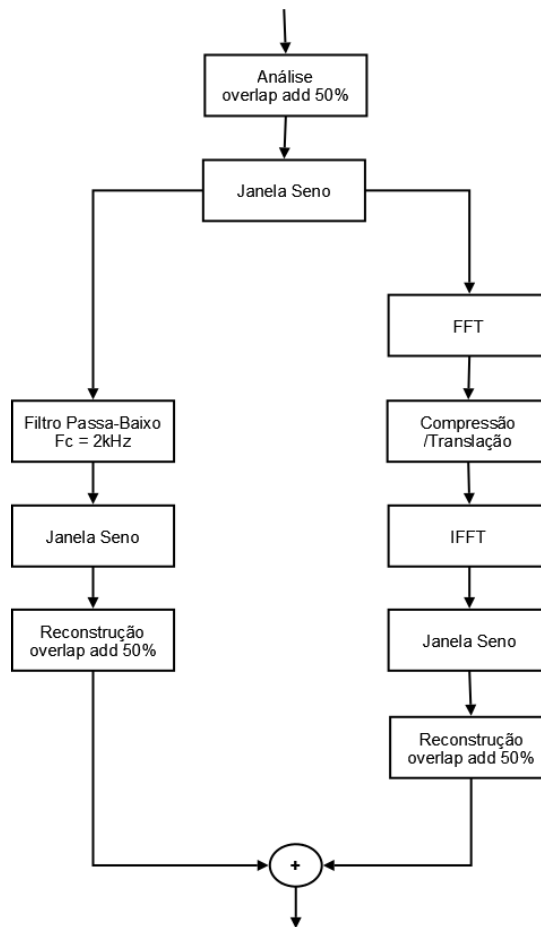 Análise
overlap add 50%
Janela Seno
FFT
Filtro Passa-Baixo
Fc = 2kHz
Compressão
/Translação
Janela Seno
IFFT
Reconstrução
overlap add 50%
Janela Seno
Reconstrução
overlap add 50%
+